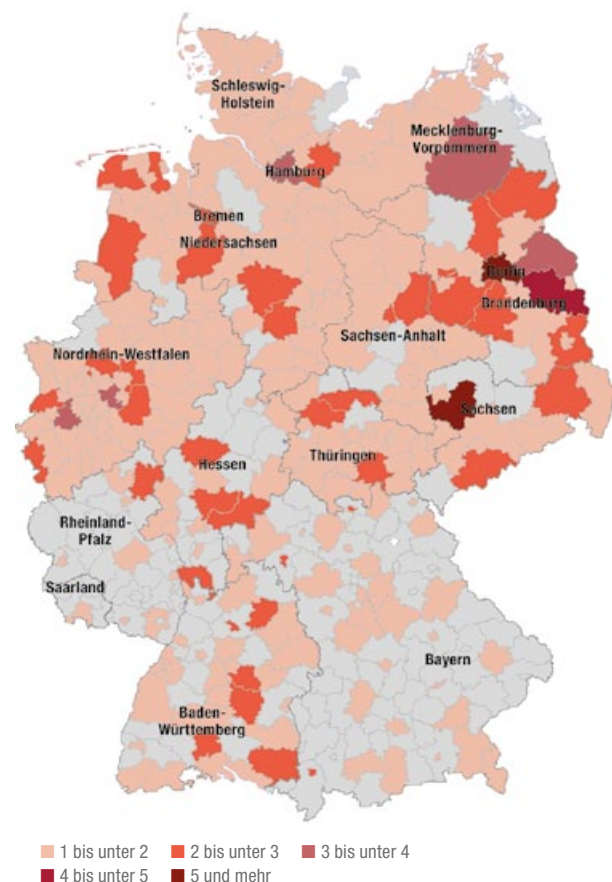 Schleswig-
Holstein
Mecklenburg-
Vorpommern
Hamburg
Bremen
Niedersachsen
Berlin
Brandenburg
Sachsen-Anhalt
Nordrhein-Westfalen
Sachsen
Hessen
Thüringen
Rheinland-
Pfalz
Saarland
Bayern
Baden-
Württemberg
1 bis unter 2
2 bis unter 3
3 bis unter 4
4 bis unter 5
5 und mehr